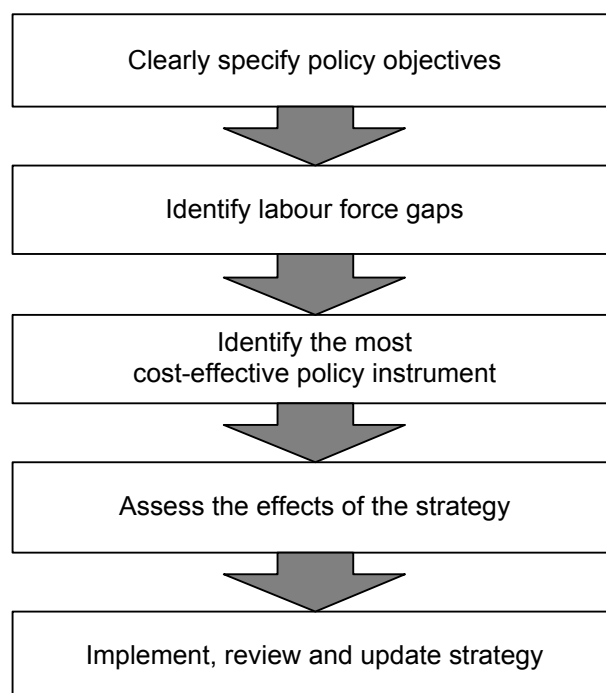 Clearly specify policy objectives
Identify labour force gaps
Identify the most
cost-effective policy instrument
Assess the effects of the strategy
Implement, review and update strategy